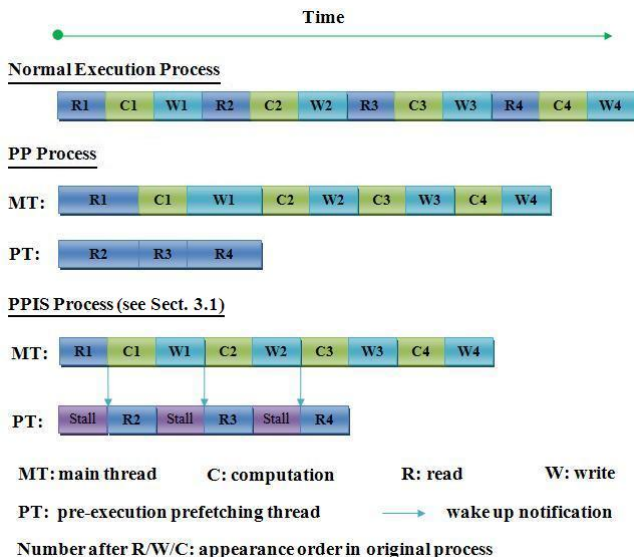 Time
Normal Execution Process
R1 C1 W1 R2 C2 W2 R3 C3 W3 R4 C4 W4
PP Process
MT: R1 C1 W1 C2 W2 C3 W3 C4 W4
PT: R2 R3 R4
PPIS Process (see Sect. 3.1)
MT: R1 C1 W1 C2 W2 C3 W3 C4 W4
PT: Stall R2 Stall R3 Stall R4
MT: main thread C: computation R: read W: write
PT: pre-execution prefetching thread wake up notification
Number after R/W/C: appearance order in original process